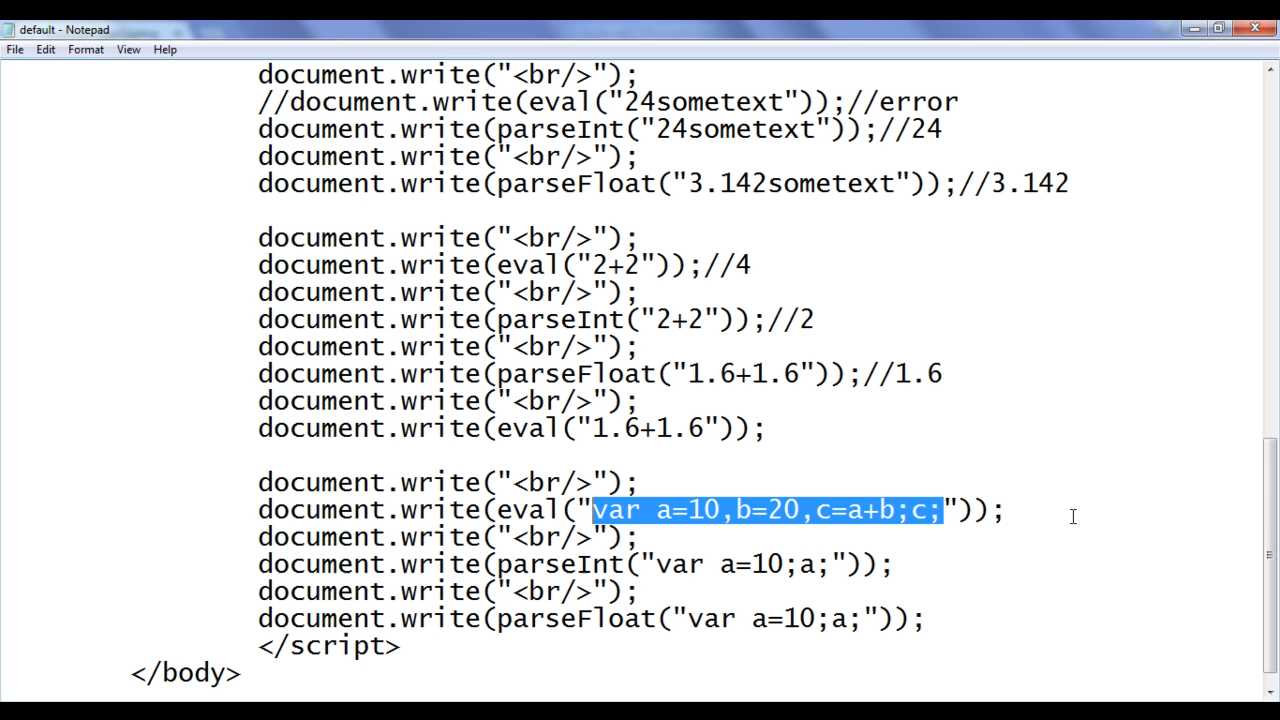 default - Notepad
File Edit Format View Help
document.write("<br/>");
//document.write(eval("24sometext"));//error
document.write(parseInt("24sometext"));//24
document.write("<br/>");
document.write(parseFloat("3.142sometext"));//3.142
document.write("<br/>");
document.write(eval("2+2"));//4
document.write("<br/>");
document.write(parseInt("2+2"));//2
document.write("<br/>");
document.write(parseFloat("1.6+1.6"));//1.6
document.write("<br/>");
document.write(eval("1.6+1.6"));
document.write("<br/>");
document.write(eval("var a=10,b=20,c=a+b;c;"));
document.write("<br/>");
document.write(parseInt("var a=10;a;"));
document.write("<br/>");
document.write(parseFloat("var a=10;a;"));
</script>
</body>